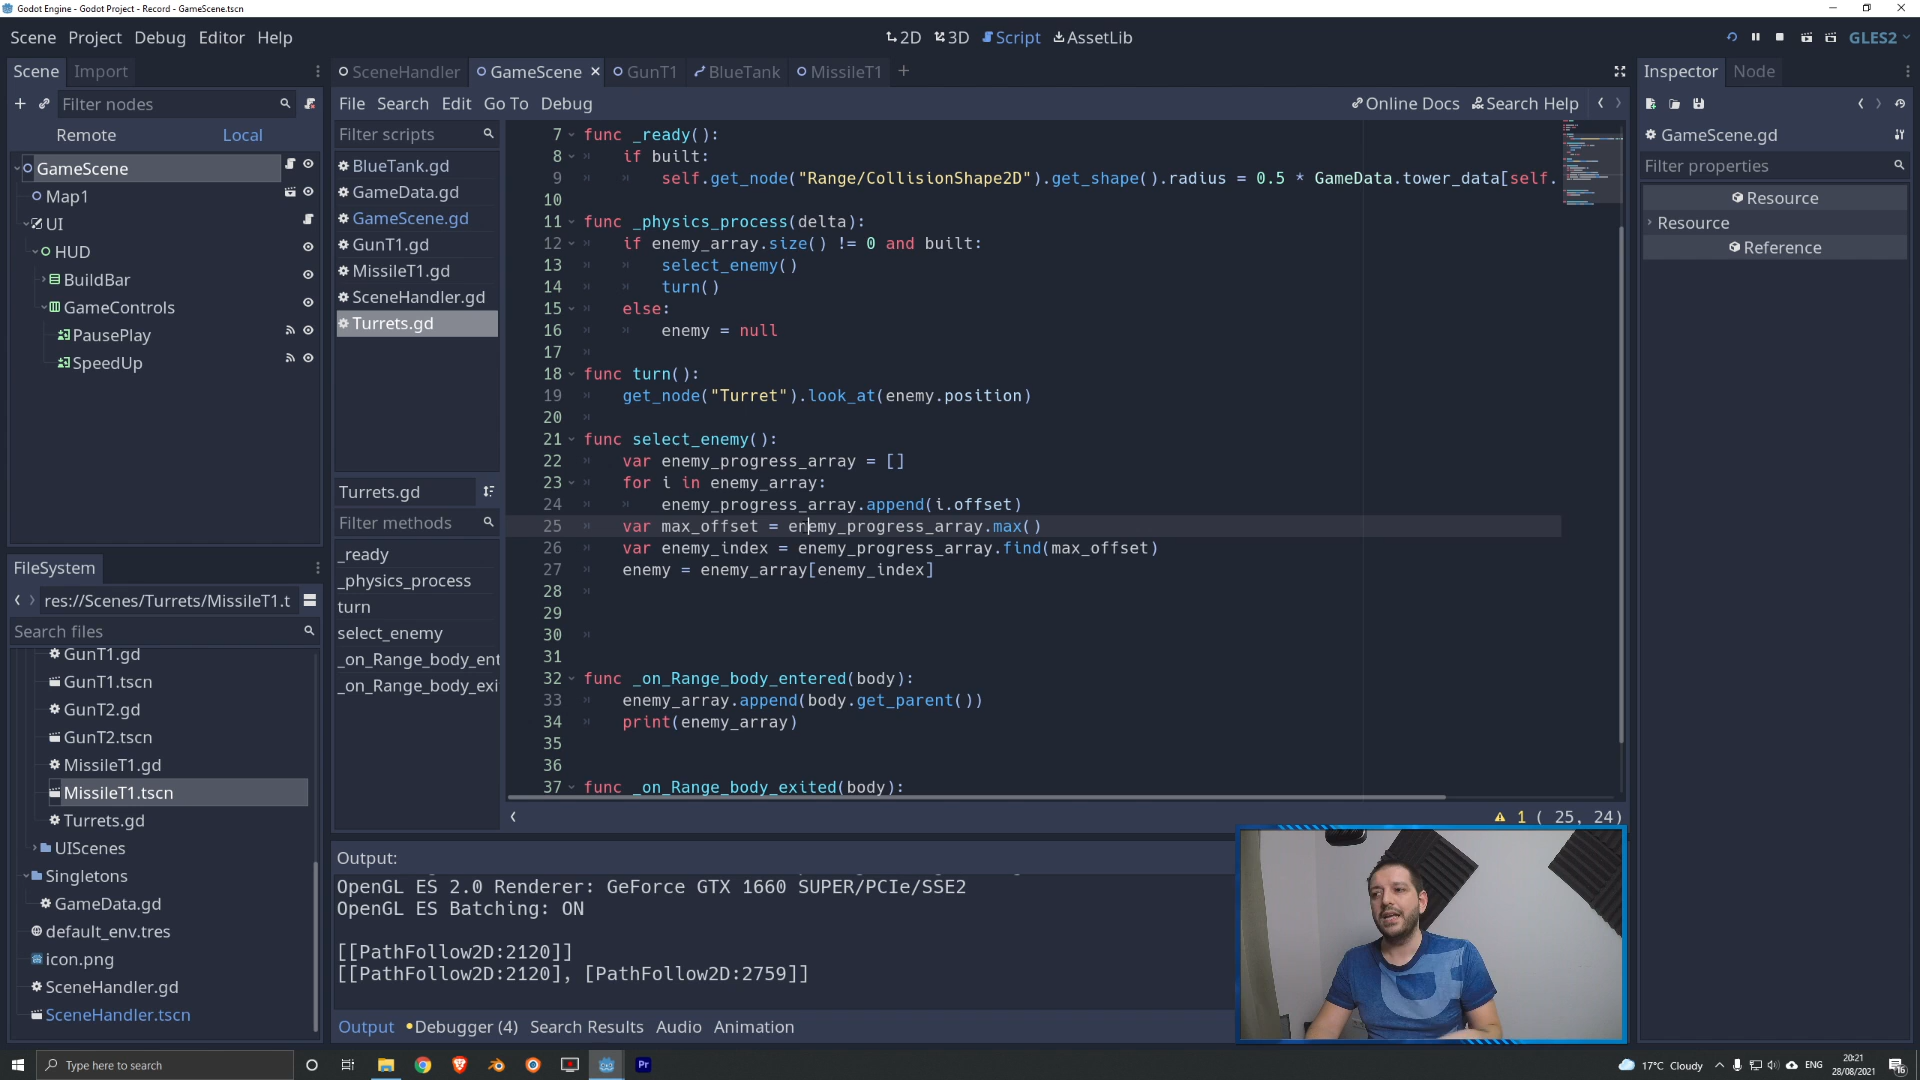 Godot Engine - Godot Project - Record - GameScene.tscn
Scene Project Debug Editor Help
2D 3D Script AssetLib
GLES2
Scene Import
SceneHandler GameScene GunT1 BlueTank MissileT1
Inspector Node
Filter nodes
File Search Edit Go To Debug
Online Docs Search Help
Remote Local
Filter scripts
GameScene.gd
Filter properties
Resource
Resource
Reference
GameScene
Map1
UI
HUD
BuildBar
GameControls
PausePlay
SpeedUp
BlueTank.gd
GameData.gd
GameScene.gd
GunT1.gd
MissileT1.gd
SceneHandler.gd
Turrets.gd
Turrets.gd
Filter methods
_ready
_physics_process
turn
select_enemy
_on_Range_body_ent
_on_Range_body_exi
7 func _ready():
8 if built:
9 self.get_node("Range/CollisionShape2D").get_shape().radius = 0.5 * GameData.tower_data[self.
10
11 func _physics_process(delta):
12 if enemy_array.size() != 0 and built:
13 select_enemy()
14 turn()
15 else:
16 enemy = null
17
18 func turn():
19 get_node("Turret").look_at(enemy.position)
20
21 func select_enemy():
22 var enemy_progress_array = []
23 for i in enemy_array:
24 enemy_progress_array.append(i.offset)
25 var max_offset = enemy_progress_array.max()
26 var enemy_index = enemy_progress_array.find(max_offset)
27 enemy = enemy_array[enemy_index]
28
29
30
31
32 func _on_Range_body_entered(body):
33 enemy_array.append(body.get_parent())
34 print(enemy_array)
35
36
37 func _on_Range_body_exited(body):
1 ( 25, 24)
FileSystem
res://Scenes/Turrets/MissileT1.t
Search files
GunT1.gd
GunT1.tscn
GunT2.gd
GunT2.tscn
MissileT1.gd
MissileT1.tscn
Turrets.gd
UIScenes
Singletons
GameData.gd
default_env.tres
icon.png
SceneHandler.gd
SceneHandler.tscn
Output:
OpenGL ES 2.0 Renderer: GeForce GTX 1660 SUPER/PCIe/SSE2
OpenGL ES Batching: ON
[[PathFollow2D:2120]]
[[PathFollow2D:2120], [PathFollow2D:2759]]
Output Debugger (4) Search Results Audio Animation
Type here to search
Pr
17°C Cloudy
ENG
20:21
28/08/2021
16